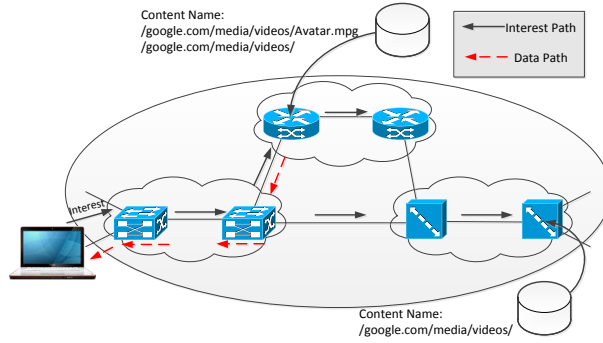 Content Name:
/google.com/media/videos/Avatar.mpg
/google.com/media/videos/
Interest Path
Data Path
Interest
Content Name:
/google.com/media/videos/